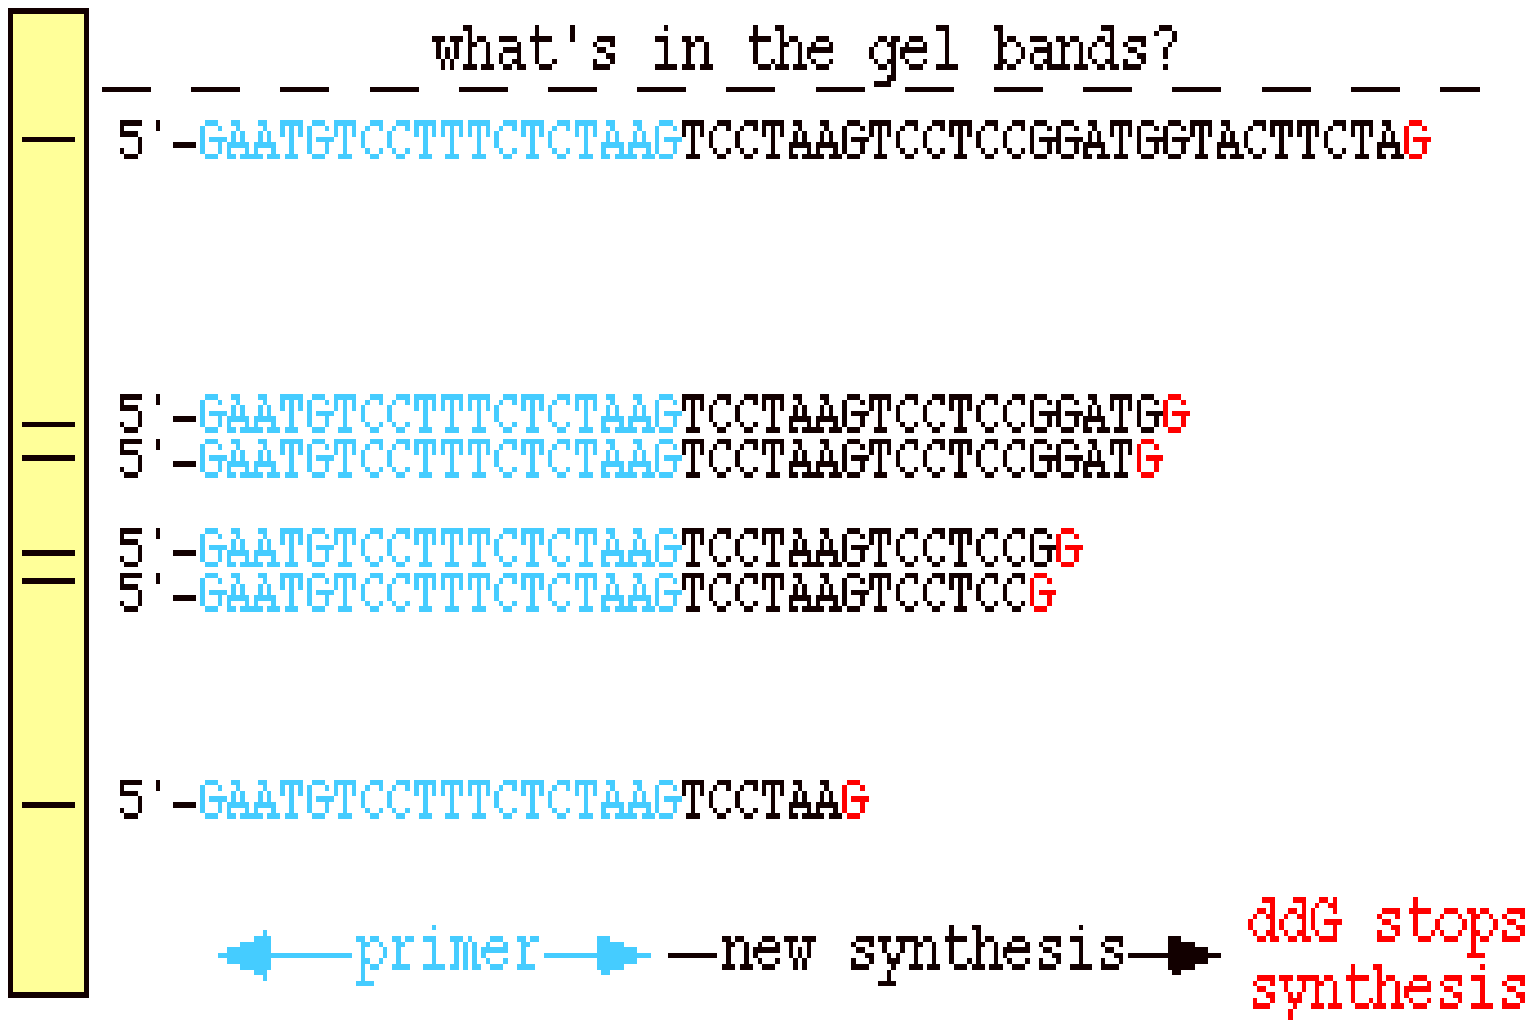 what's in the gel bands?
5'-GAATGTCCTTTCTCTAAGTCCTAAGTCCTCCGGATGGTACTTCTAG
5'-GAATGTCCTTTCTCTAAGTCCTAAGTCCTCCGGATGG
5'-GAATGTCCTTTCTCTAAGTCCTAAGTCCTCCGGATG
5'-GAATGTCCTTTCTCTAAGTCCTAAGTCCTCCGG
5'-GAATGTCCTTTCTCTAAGTCCTAAGTCCTCCG
5'-GAATGTCCTTTCTCTAAGTCCTAAG
primer new synthesis
ddG stops
synthesis